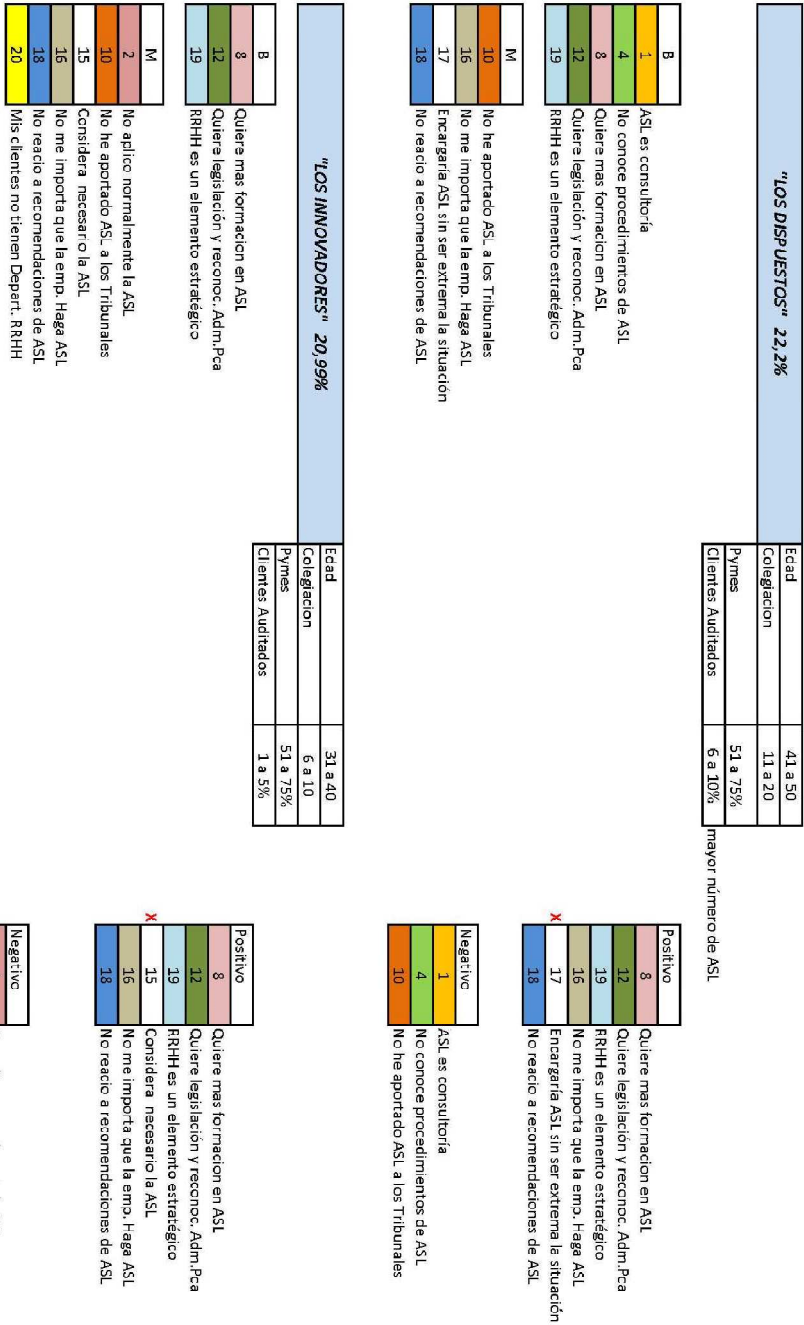 "LOS DISPUESTOS" 22,2%
Edad 41 a 50
Colegiacion 11 a 20
Pymes 51 a 75%
Clientes Auditados 6 a 10% mayor número de ASL
B
1 ASL es consultoría
4 No conoce procedimientos de ASL
8 Quiere mas formacion en ASL
12 Quiere legislación y reconoc. Adm.Pca
19 RRHH es un elemento estratégico
M
10 No he aportado ASL a los Tribunales
16 No me importa que la emp. Haga ASL
17 Encargaría ASL sin ser extrema la situación
18 No reacio a recomendaciones de ASL
Positivo
8 Quiere mas formacion en ASL
12 Quiere legislación y reconoc. Adm.Pca
19 RRHH es un elemento estratégico
16 No me importa que la emp. Haga ASL
x 17 Encargaría ASL sin ser extrema la situación
18 No reacio a recomendaciones de ASL
Negativo
1 ASL es consultoría
4 No conoce procedimientos de ASL
10 No he aportado ASL a los Tribunales
"LOS INNOVADORES" 20,99%
Edad 31 a 40
Colegiacion 6 a 10
Pymes 51 a 75%
Clientes Auditados 1 a 5%
B
8 Quiere mas formacion en ASL
12 Quiere legislación y reconoc. Adm.Pca
19 RRHH es un elemento estratégico
M
2 No aplico normalmente la ASL
10 No he aportado ASL a los Tribunales
15 Considera necesario la ASL
16 No me importa que la emp. Haga ASL
18 No reacio a recomendaciones de ASL
20 Mis clientes no tienen Depart. RRHH
Positivo
8 Quiere mas formacion en ASL
12 Quiere legislación y reconoc. Adm.Pca
19 RRHH es un elemento estratégico
x 15 Considera necesario la ASL
16 No me importa que la emp. Haga ASL
18 No reacio a recomendaciones de ASL
Negativo